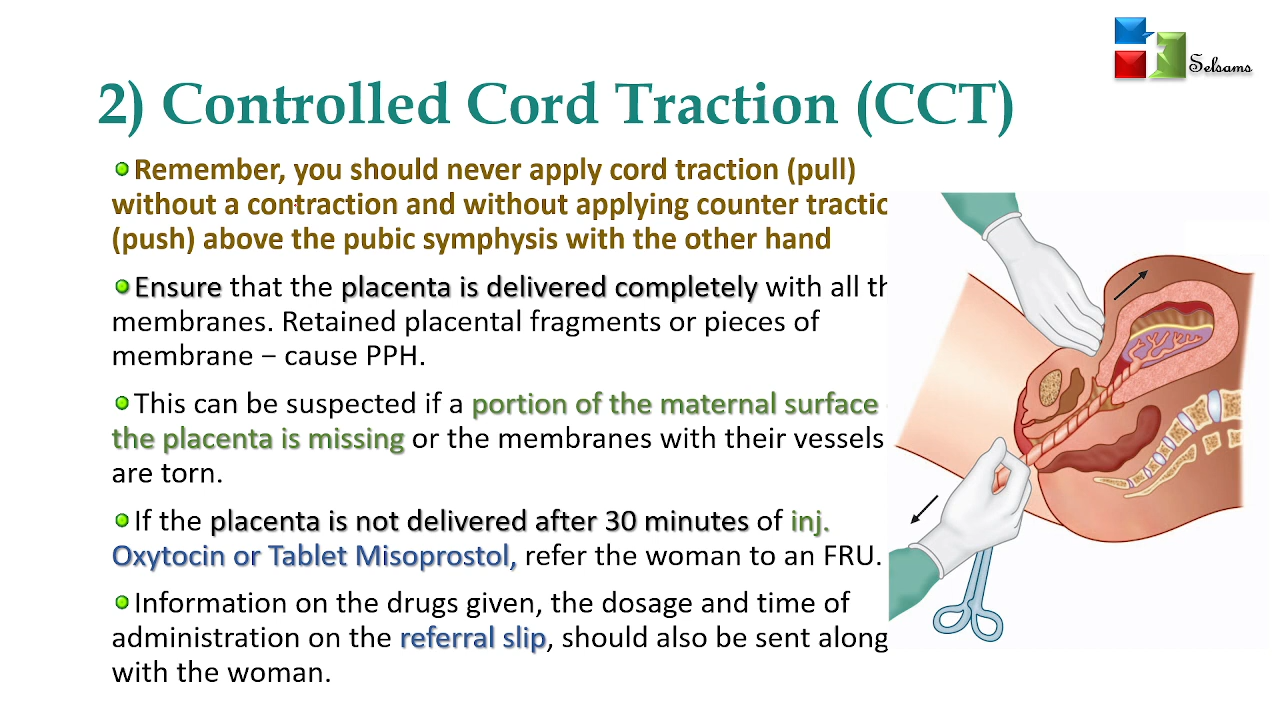 Selsams
2) Controlled Cord Traction (CCT)
Remember, you should never apply cord traction (pull)
without a contraction and without applying counter tractic
(push) above the pubic symphysis with the other hand
Ensure that the placenta is delivered completely with all th
membranes. Retained placental fragments or pieces of
membrane – cause PPH.
This can be suspected if a portion of the maternal surface
the placenta is missing or the membranes with their vessels
are torn.
If the placenta is not delivered after 30 minutes of inj.
Oxytocin or Tablet Misoprostol, refer the woman to an FRU.
Information on the drugs given, the dosage and time of
administration on the referral slip, should also be sent along
with the woman.